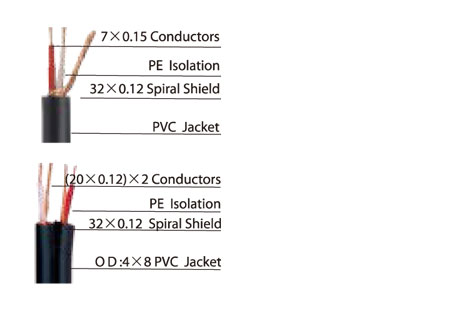 7×0.15 Conductors
PE Isolation
32×0.12 Spiral Shield
PVC Jacket
(20×0.12)×2 Conductors
PE Isolation
32×0.12 Spiral Shield
OD:4×8 PVC Jacket